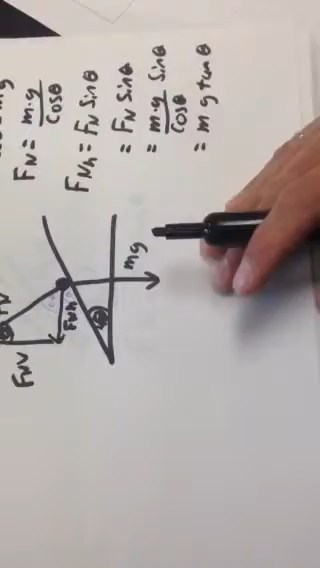 FN = m·g / cosθ
FNh = FN Sinθ
= FN Sinθ
= m·g Sinθ / cosθ
= m g tanθ
mg
FNh
θ
FNV